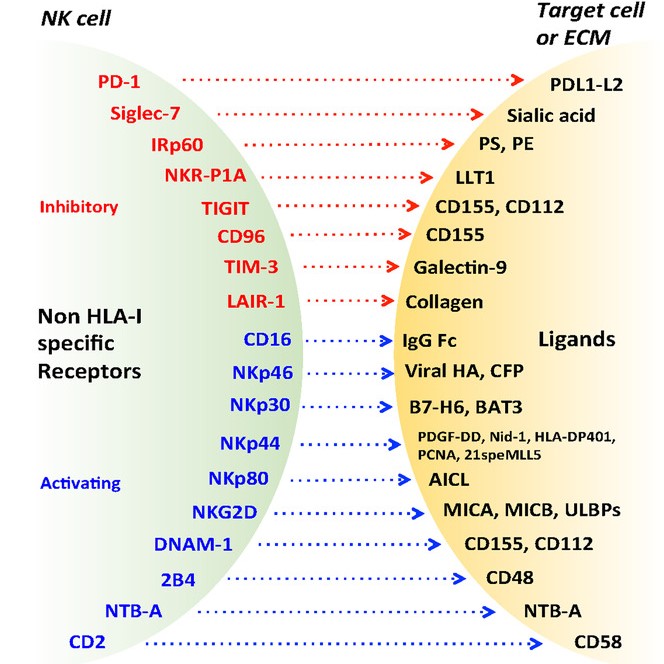 NK cell
Target cell
or ECM
PD-1 PDL1-L2
Siglec-7 Sialic acid
IRp60 PS, PE
NKR-P1A LLT1
Inhibitory TIGIT CD155, CD112
CD96 CD155
TIM-3 Galectin-9
LAIR-1 Collagen
Non HLA-I
specific
Receptors
CD16 IgG Fc
Ligands
NKp46 Viral HA, CFP
NKp30 B7-H6, BAT3
NKp44 PDGF-DD, Nid-1, HLA-DP401,
PCNA, 21speMLL5
Activating NKp80 AICL
NKG2D MICA, MICB, ULBPs
DNAM-1 CD155, CD112
2B4 CD48
NTB-A NTB-A
CD2 CD58